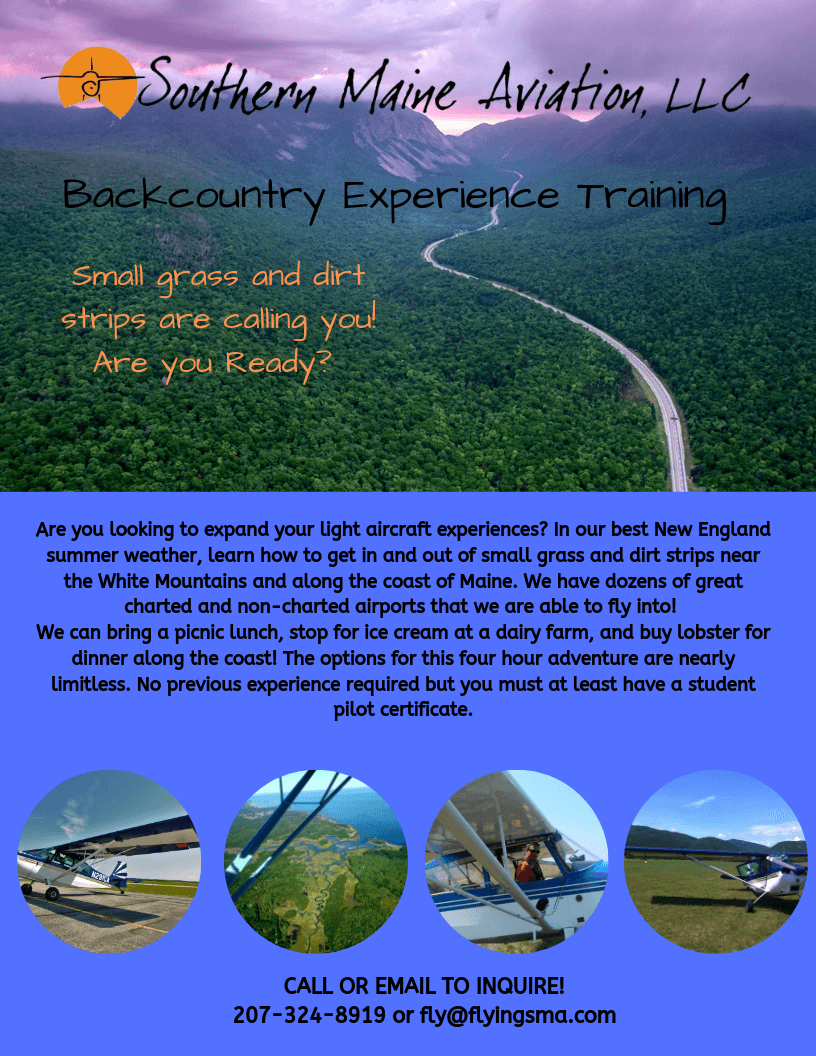 Southern Maine Aviation, LLC
Backcountry Experience Training
Small grass and dirt
strips are calling you!
Are you Ready?
Are you looking to expand your light aircraft experiences? In our best New England
summer weather, learn how to get in and out of small grass and dirt strips near
the White Mountains and along the coast of Maine. We have dozens of great
charted and non-charted airports that we are able to fly into!
We can bring a picnic lunch, stop for ice cream at a dairy farm, and buy lobster for
dinner along the coast! The options for this four hour adventure are nearly
limitless. No previous experience required but you must at least have a student
pilot certificate.
CALL OR EMAIL TO INQUIRE!
207-324-8919 or fly@flyingsma.com